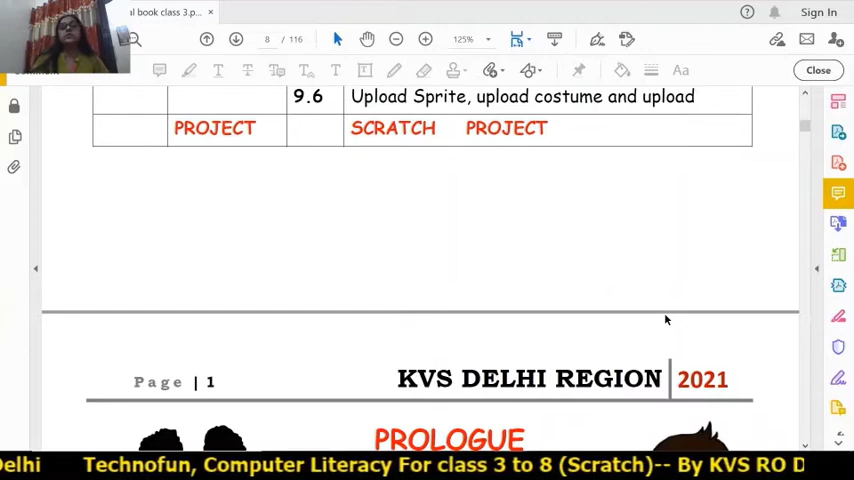 al book class 3.p...
Sign In
8 / 116
125%
Close
9.6 Upload Sprite, upload costume and upload
PROJECT SCRATCH PROJECT
Page | 1 KVS DELHI REGION 2021
PROLOGUE
Delhi Technofun, Computer Literacy For class 3 to 8 (Scratch)-- By KVS RO D